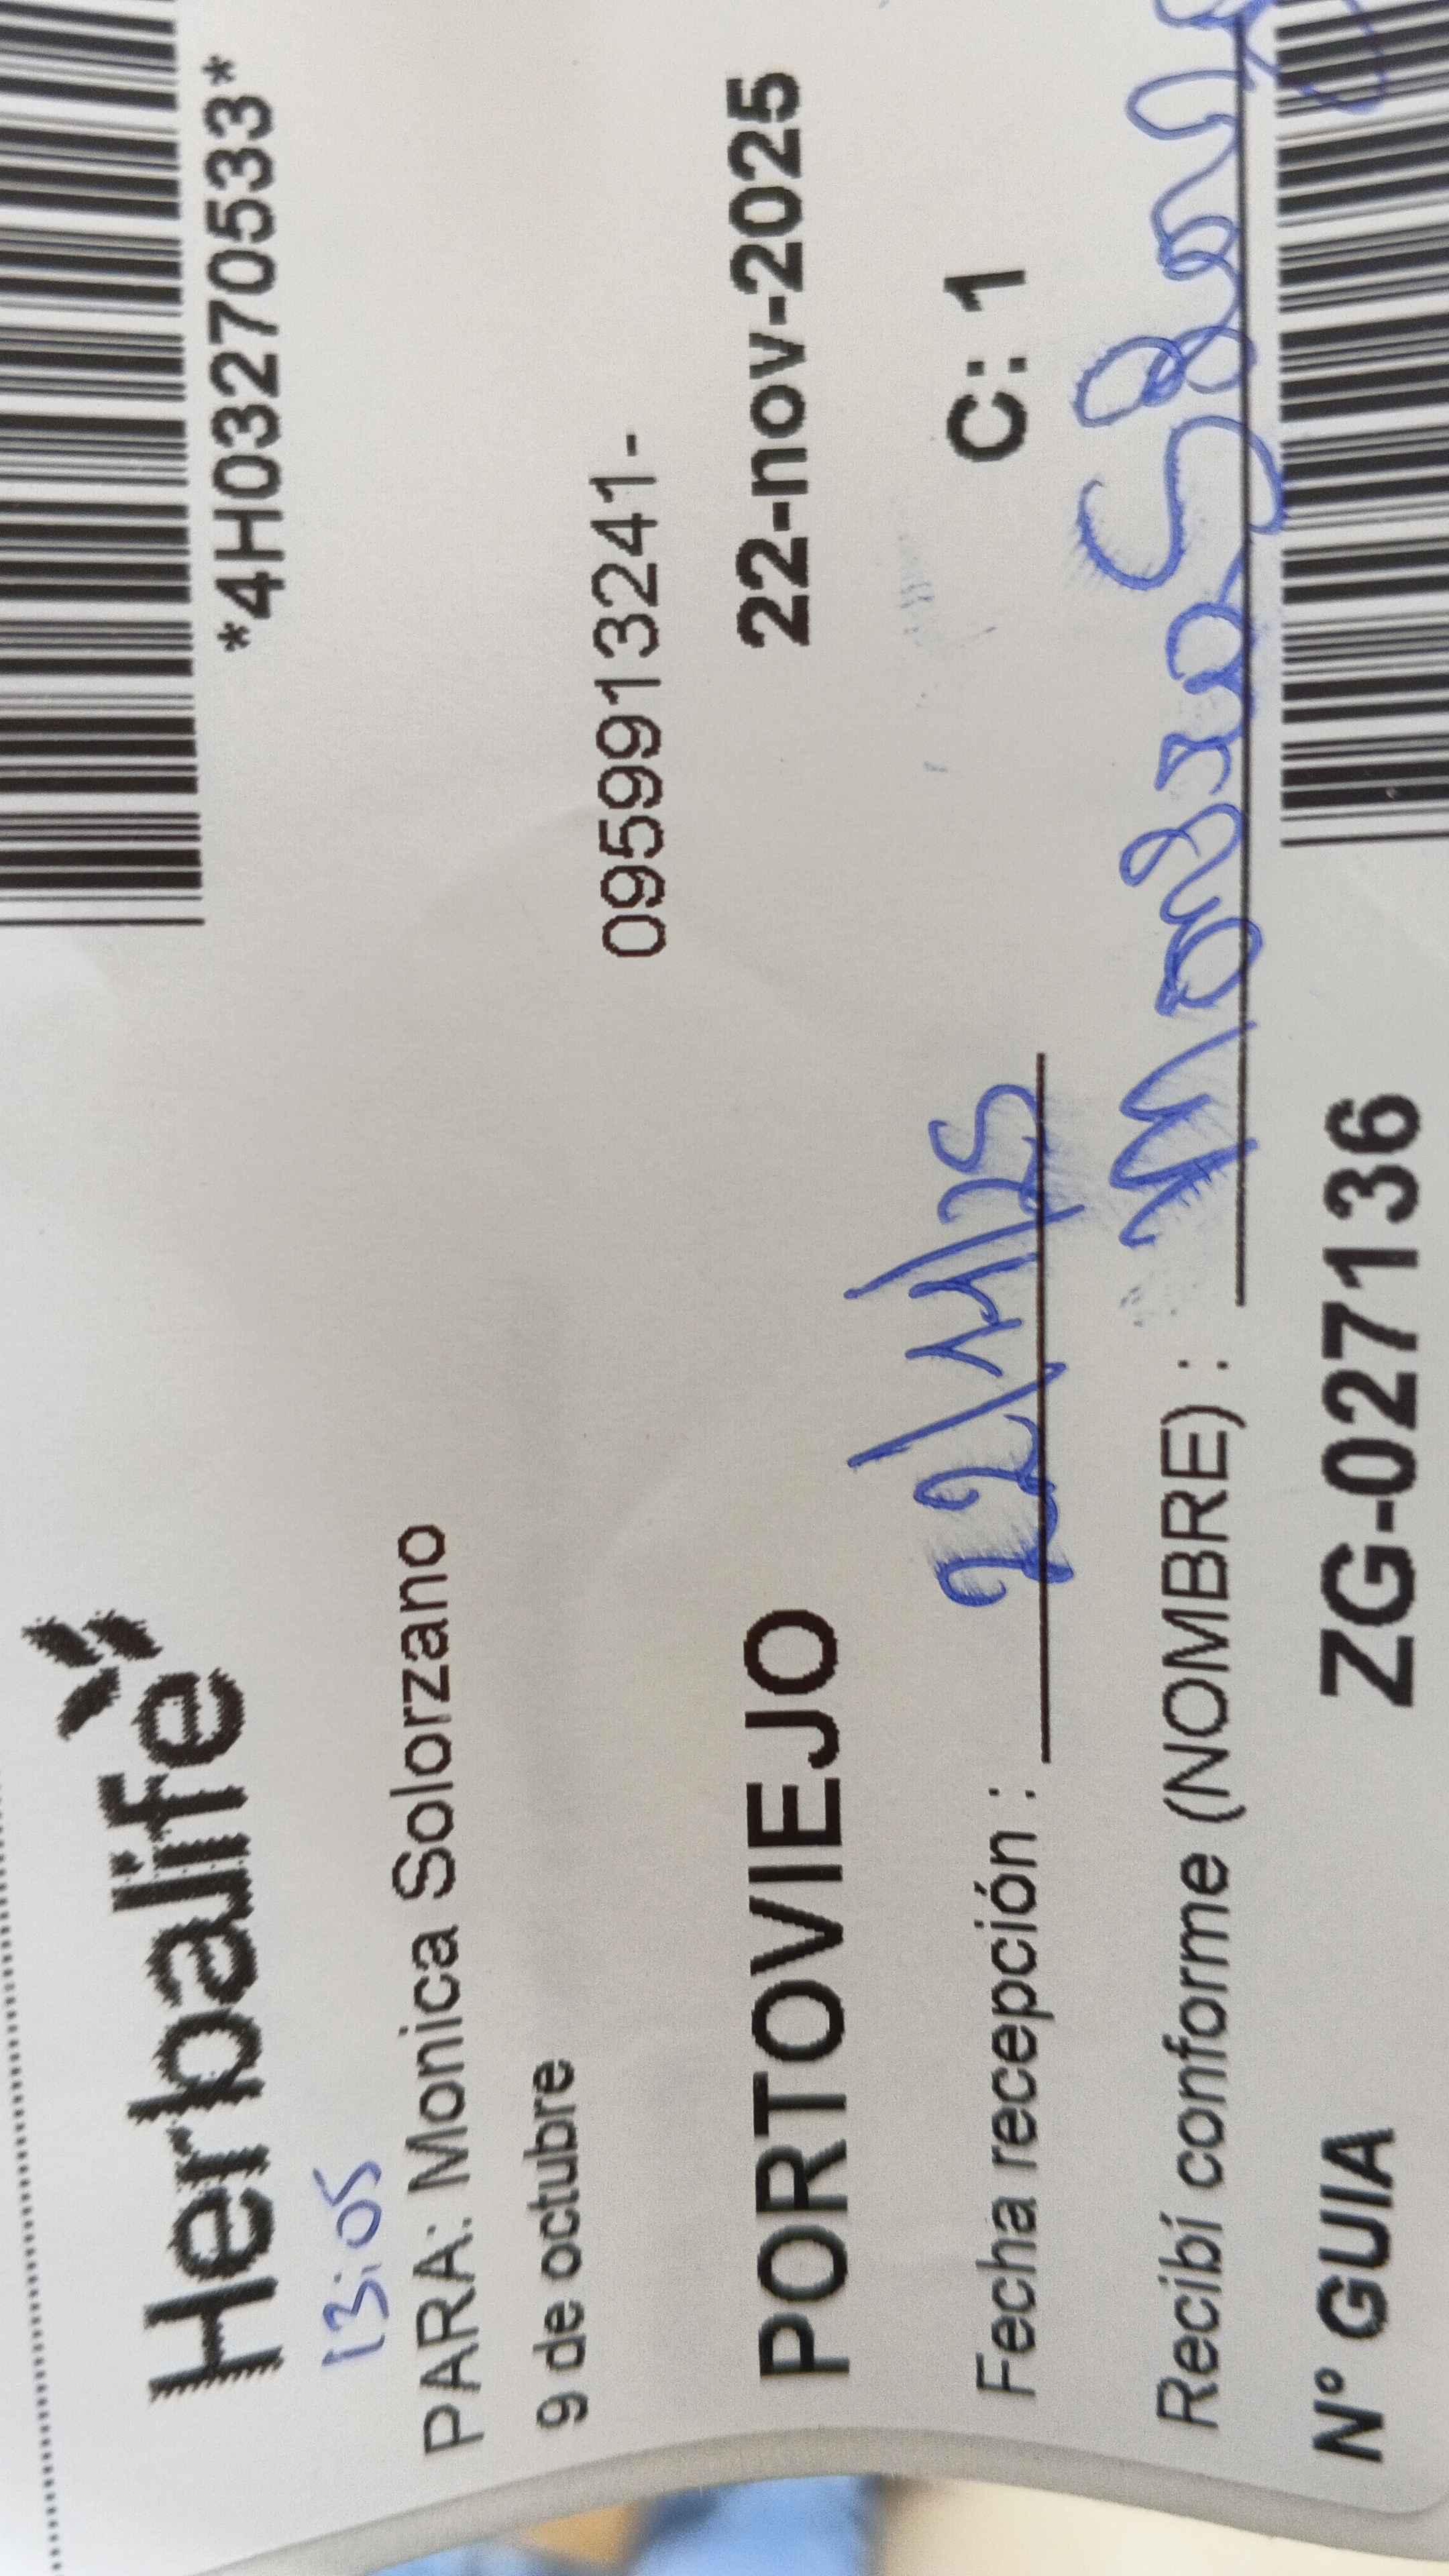 *4H03270533*
Herbalife
13:05
PARA: Monica Solorzano
9 de octubre
0959913241-
PORTOVIEJO
22-nov-2025
Fecha recepción : 22/11/25
C: 1
Recibí conforme (NOMBRE) :
N° GUIA
ZG-027136